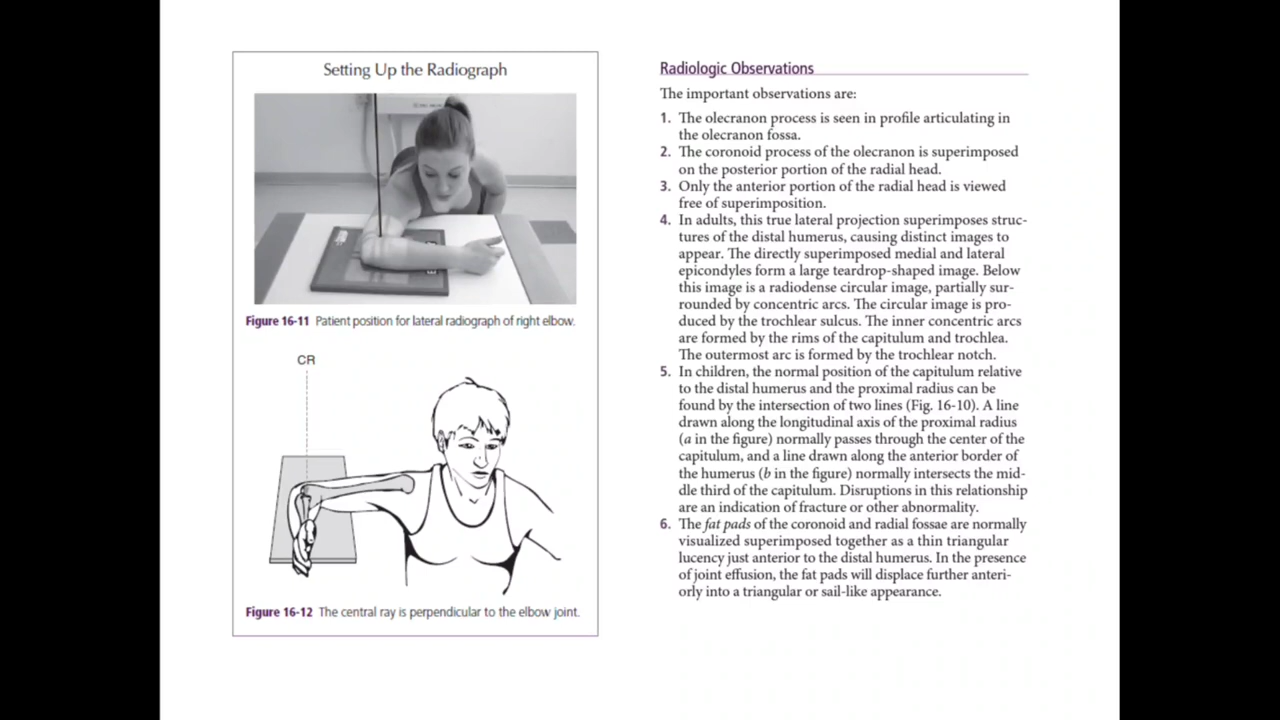 Setting Up the Radiograph
Figure 16-11 Patient position for lateral radiograph of right elbow.
CR
Figure 16-12 The central ray is perpendicular to the elbow joint.
Radiologic Observations
The important observations are:
1. The olecranon process is seen in profile articulating in
the olecranon fossa.
2. The coronoid process of the olecranon is superimposed
on the posterior portion of the radial head.
3. Only the anterior portion of the radial head is viewed
free of superimposition.
4. In adults, this true lateral projection superimposes struc-
tures of the distal humerus, causing distinct images to
appear. The directly superimposed medial and lateral
epicondyles form a large teardrop-shaped image. Below
this image is a radiodense circular image, partially sur-
rounded by concentric arcs. The circular image is pro-
duced by the trochlear sulcus. The inner concentric arcs
are formed by the rims of the capitulum and trochlea.
The outermost arc is formed by the trochlear notch.
5. In children, the normal position of the capitulum relative
to the distal humerus and the proximal radius can be
found by the intersection of two lines (Fig. 16-10). A line
drawn along the longitudinal axis of the proximal radius
(a in the figure) normally passes through the center of the
capitulum, and a line drawn along the anterior border of
the humerus (b in the figure) normally intersects the mid-
dle third of the capitulum. Disruptions in this relationship
are an indication of fracture or other abnormality.
6. The fat pads of the coronoid and radial fossae are normally
visualized superimposed together as a thin triangular
lucency just anterior to the distal humerus. In the presence
of joint effusion, the fat pads will displace further anteri-
orly into a triangular or sail-like appearance.